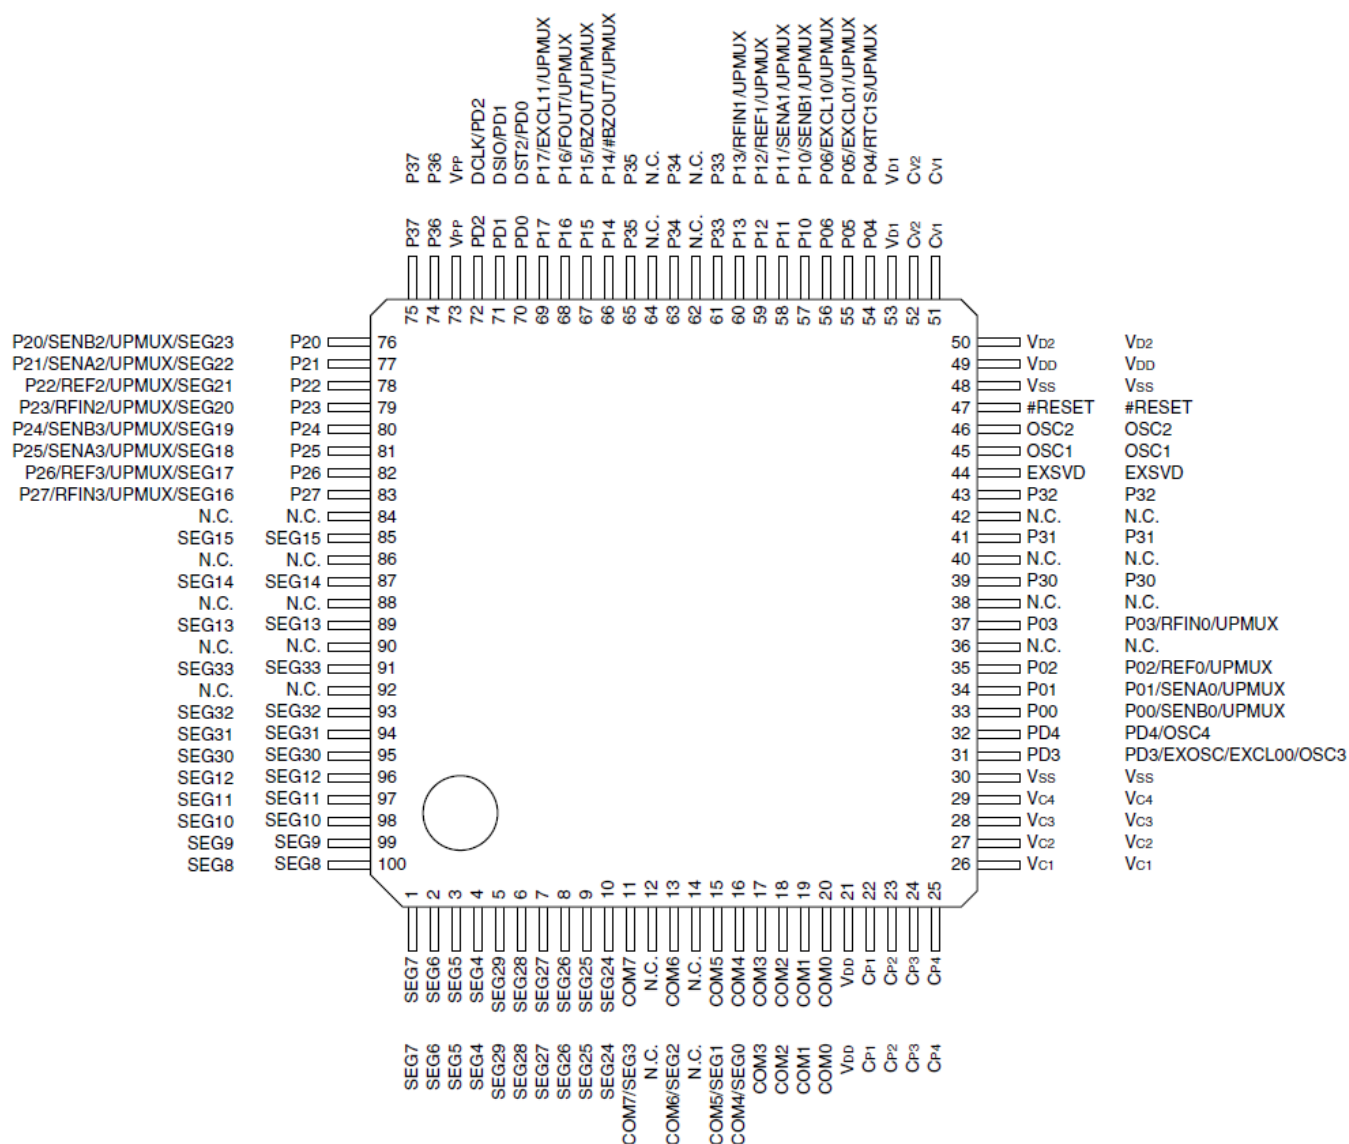 P37 P36 VPP DCLK/PD2 DSIO/PD1 DST2/PD0 P17/EXCL11/UPMUX P16/FOUT/UPMUX P15/BZOUT/UPMUX P14/#BZOUT/UPMUX P35 N.C. P34 N.C. P33 P13/RFIN1/UPMUX P12/REF1/UPMUX P11/SENA1/UPMUX P10/SENB1/UPMUX P06/EXCL10/UPMUX P05/EXCL01/UPMUX P04/RTC1S/UPMUX VD1 CV2 CV1
P37 P36 VPP PD2 PD1 PD0 P17 P16 P15 P14 P35 N.C. P34 N.C. P33 P13 P12 P11 P10 P06 P05 P04 VD1 CV2 CV1
75 74 73 72 71 70 69 68 67 66 65 64 63 62 61 60 59 58 57 56 55 54 53 52 51
P20/SENB2/UPMUX/SEG23 P20 76 50 VD2 VD2
P21/SENA2/UPMUX/SEG22 P21 77 49 VDD VDD
P22/REF2/UPMUX/SEG21 P22 78 48 VSS VSS
P23/RFIN2/UPMUX/SEG20 P23 79 47 #RESET #RESET
P24/SENB3/UPMUX/SEG19 P24 80 46 OSC2 OSC2
P25/SENA3/UPMUX/SEG18 P25 81 45 OSC1 OSC1
P26/REF3/UPMUX/SEG17 P26 82 44 EXSVD EXSVD
P27/RFIN3/UPMUX/SEG16 P27 83 43 P32 P32
N.C. N.C. 84 42 N.C. N.C.
SEG15 SEG15 85 41 P31 P31
N.C. N.C. 86 40 N.C. N.C.
SEG14 SEG14 87 39 P30 P30
N.C. N.C. 88 38 N.C. N.C.
SEG13 SEG13 89 37 P03 P03/RFIN0/UPMUX
N.C. N.C. 90 36 N.C. N.C.
SEG33 SEG33 91 35 P02 P02/REF0/UPMUX
N.C. N.C. 92 34 P01 P01/SENA0/UPMUX
SEG32 SEG32 93 33 P00 P00/SENB0/UPMUX
SEG31 SEG31 94 32 PD4 PD4/OSC4
SEG30 SEG30 95 31 PD3 PD3/EXOSC/EXCL00/OSC3
SEG12 SEG12 96 30 VSS VSS
SEG11 SEG11 97 29 VC4 VC4
SEG10 SEG10 98 28 VC3 VC3
SEG9 SEG9 99 27 VC2 VC2
SEG8 SEG8 100 26 VC1 VC1
1 2 3 4 5 6 7 8 9 10 11 12 13 14 15 16 17 18 19 20 21 22 23 24 25
SEG7 SEG6 SEG5 SEG4 SEG29 SEG28 SEG27 SEG26 SEG25 SEG24 COM7 N.C. COM6 N.C. COM5 COM4 COM3 COM2 COM1 COM0 VDD CP1 CP2 CP3 CP4
SEG7 SEG6 SEG5 SEG4 SEG29 SEG28 SEG27 SEG26 SEG25 SEG24 COM7/SEG3 N.C. COM6/SEG2 N.C. COM5/SEG1 COM4/SEG0 COM3 COM2 COM1 COM0 VDD CP1 CP2 CP3 CP4